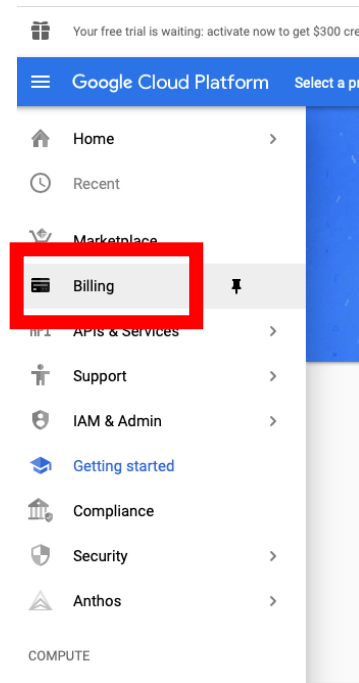 Your free trial is waiting: activate now to get $300 cre
Google Cloud Platform
Select a pr
Home
Recent
Marketplace
Billing
APIs & Services
Support
IAM & Admin
Getting started
Compliance
Security
Anthos
COMPUTE